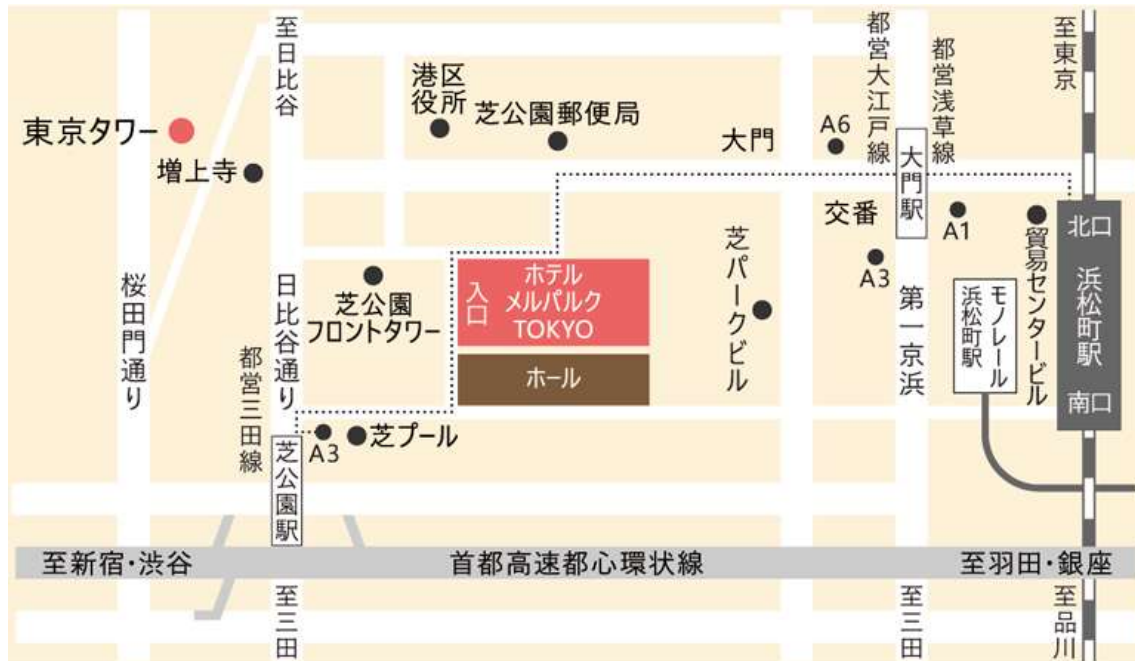 至日比谷
都営大江戸線
都営浅草線
至東京
港区
役所
芝公園郵便局
大門
A6
東京タワー
増上寺
大門駅
交番
A1
A3
北口
浜松町駅
南口
貿易センタービル
モノレール
浜松町駅
第一京浜
芝パークビル
入口
ホテル
メルパルク
TOKYO
ホール
芝公園
フロントタワー
日比谷通り
桜田門通り
都営三田線
A3
芝プール
芝公園駅
至新宿・渋谷
首都高速都心環状線
至羽田・銀座
至三田
至三田
至品川